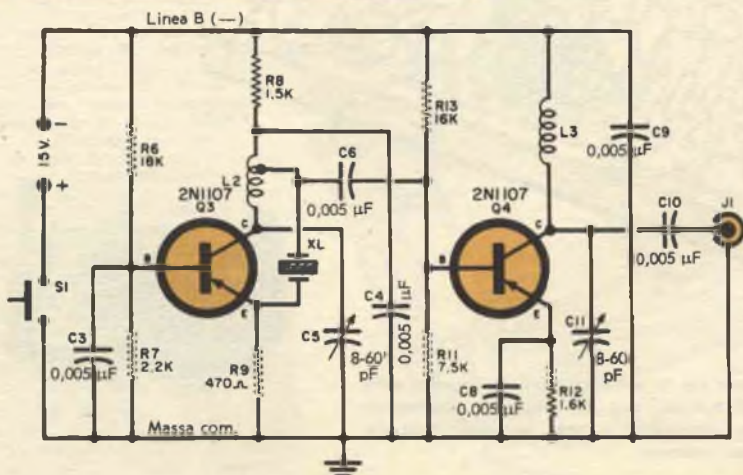 Linea B (—)
R8
1.5K
R13
16K
L3
C9
0,005 µF
−
15 V.
+
R6
18K
2N1107
Q3
L2
C6
0,005 µF
2N1107
Q4
C
C
C10
0,005 µF
J1
B
XL
B
S1
E
E
C3
0,005 µF
R7
2.2K
R9
470Ω
C5
8-60
pF
C4
0,005 µF
R11
7.5K
C8
0,005 µF
R12
1.6K
C11
8-60
pF
Massa com.